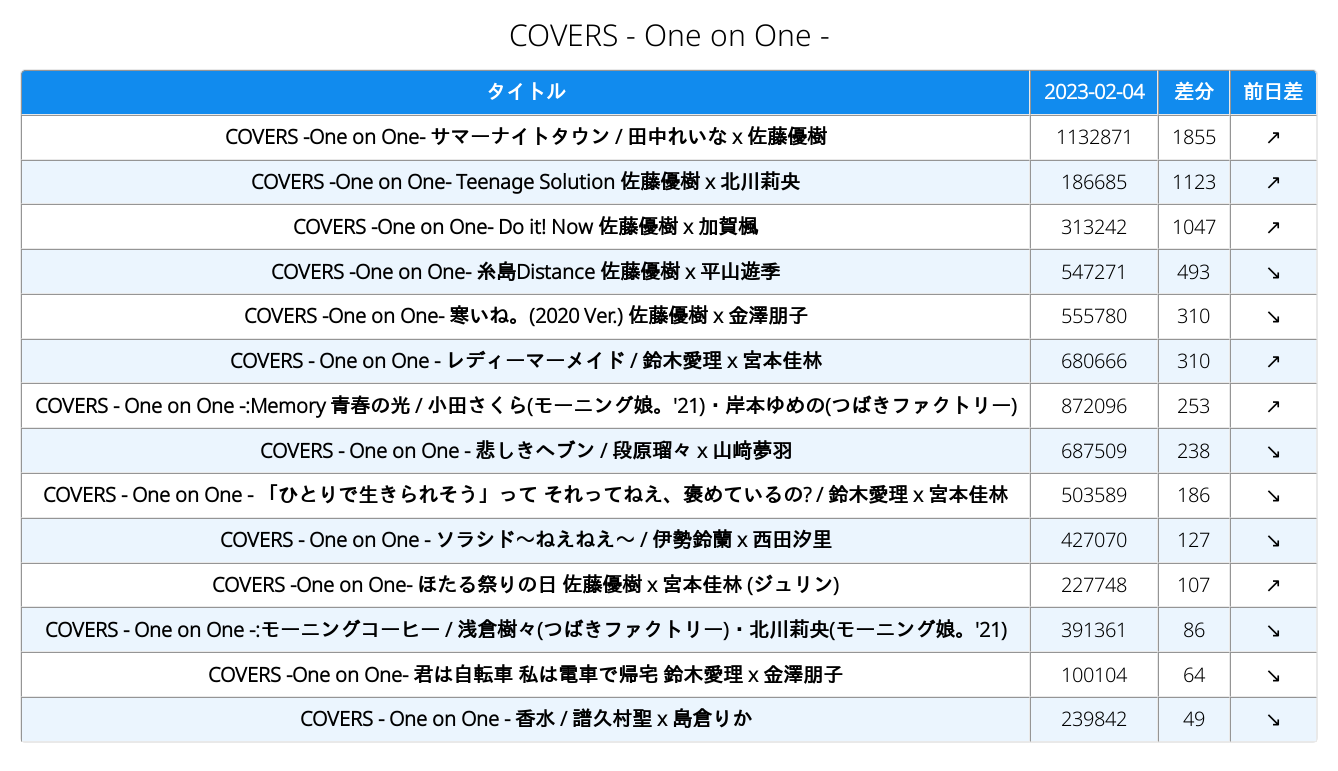 COVERS - One on One -
タイトル 2023-02-04 差分 前日差
COVERS -One on One- サマーナイトタウン / 田中れいな x 佐藤優樹 1132871 1855 ↗
COVERS -One on One- Teenage Solution 佐藤優樹 x 北川莉央 186685 1123 ↗
COVERS -One on One- Do it! Now 佐藤優樹 x 加賀楓 313242 1047 ↗
COVERS -One on One- 糸島Distance 佐藤優樹 x 平山遊季 547271 493 ↘
COVERS -One on One- 寒いね。(2020 Ver.) 佐藤優樹 x 金澤朋子 555780 310 ↘
COVERS - One on One - レディーマーメイド / 鈴木愛理 x 宮本佳林 680666 310 ↗
COVERS - One on One -:Memory 青春の光 / 小田さくら(モーニング娘。'21)・岸本ゆめの(つばきファクトリー) 872096 253 ↗
COVERS - One on One - 悲しきヘブン / 段原瑠々 x 山﨑夢羽 687509 238 ↘
COVERS - One on One - 「ひとりで生きられそう」って それってねえ、褒めているの? / 鈴木愛理 x 宮本佳林 503589 186 ↘
COVERS - One on One - ソラシド〜ねえねえ〜 / 伊勢鈴蘭 x 西田汐里 427070 127 ↘
COVERS -One on One- ほたる祭りの日 佐藤優樹 x 宮本佳林 (ジュリン) 227748 107 ↗
COVERS - One on One -:モーニングコーヒー / 浅倉樹々(つばきファクトリー)・北川莉央(モーニング娘。'21) 391361 86 ↘
COVERS -One on One- 君は自転車 私は電車で帰宅 鈴木愛理 x 金澤朋子 100104 64 ↘
COVERS - One on One - 香水 / 譜久村聖 x 島倉りか 239842 49 ↘